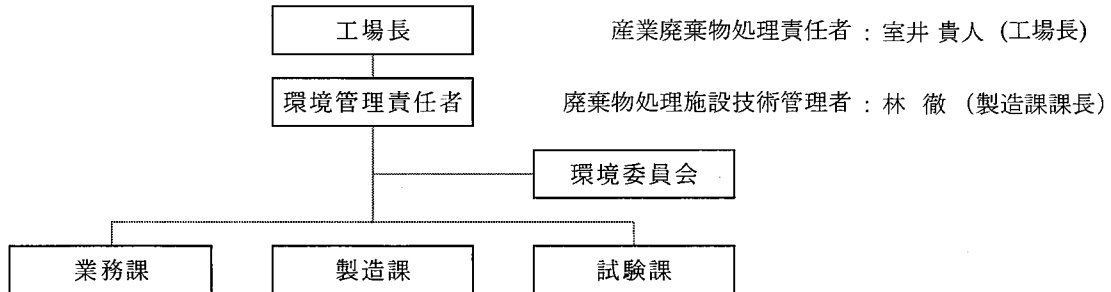 工場長
産業廃棄物処理責任者：室井 貴人（工場長）
環境管理責任者
廃棄物処理施設技術管理者：林 徹（製造課課長）
環境委員会
業務課
製造課
試験課